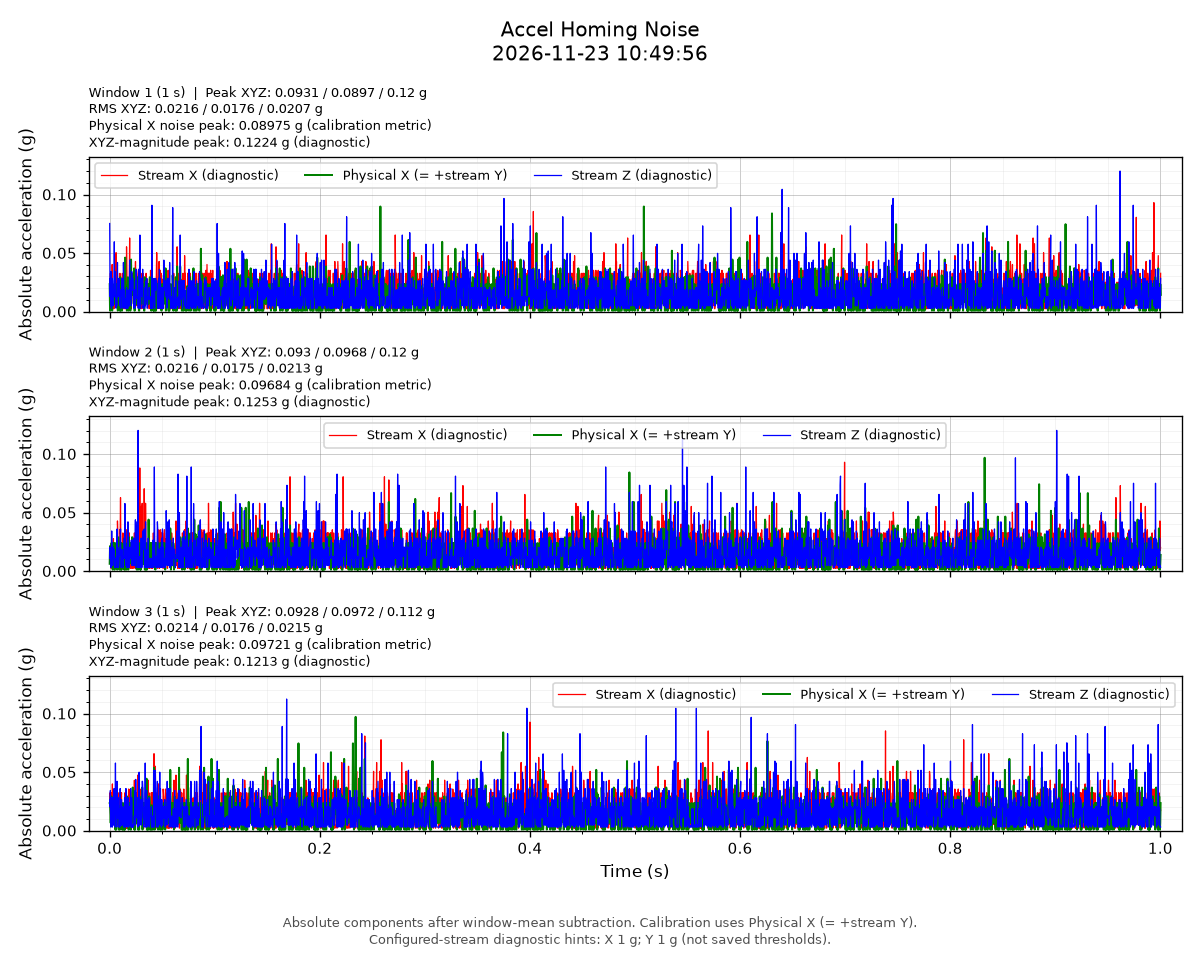 Accel Homing Noise
2026-11-23 10:49:56
Window 1 (1 s)  |  Peak XYZ: 0.0931 / 0.0897 / 0.12 g
RMS XYZ: 0.0216 / 0.0176 / 0.0207 g
Physical X noise peak: 0.08975 g (calibration metric)
XYZ-magnitude peak: 0.1224 g (diagnostic)
Absolute acceleration (g)
0.10
0.05
0.00
Stream X (diagnostic)
Physical X (= +stream Y)
Stream Z (diagnostic)
Window 2 (1 s)  |  Peak XYZ: 0.093 / 0.0968 / 0.12 g
RMS XYZ: 0.0216 / 0.0175 / 0.0213 g
Physical X noise peak: 0.09684 g (calibration metric)
XYZ-magnitude peak: 0.1253 g (diagnostic)
Absolute acceleration (g)
0.10
0.05
0.00
Stream X (diagnostic)
Physical X (= +stream Y)
Stream Z (diagnostic)
Window 3 (1 s)  |  Peak XYZ: 0.0928 / 0.0972 / 0.112 g
RMS XYZ: 0.0214 / 0.0176 / 0.0215 g
Physical X noise peak: 0.09721 g (calibration metric)
XYZ-magnitude peak: 0.1213 g (diagnostic)
Absolute acceleration (g)
0.10
0.05
0.00
Stream X (diagnostic)
Physical X (= +stream Y)
Stream Z (diagnostic)
0.0 0.2 0.4 0.6 0.8 1.0
Time (s)
Absolute components after window-mean subtraction. Calibration uses Physical X (= +stream Y).
Configured-stream diagnostic hints: X 1 g; Y 1 g (not saved thresholds).